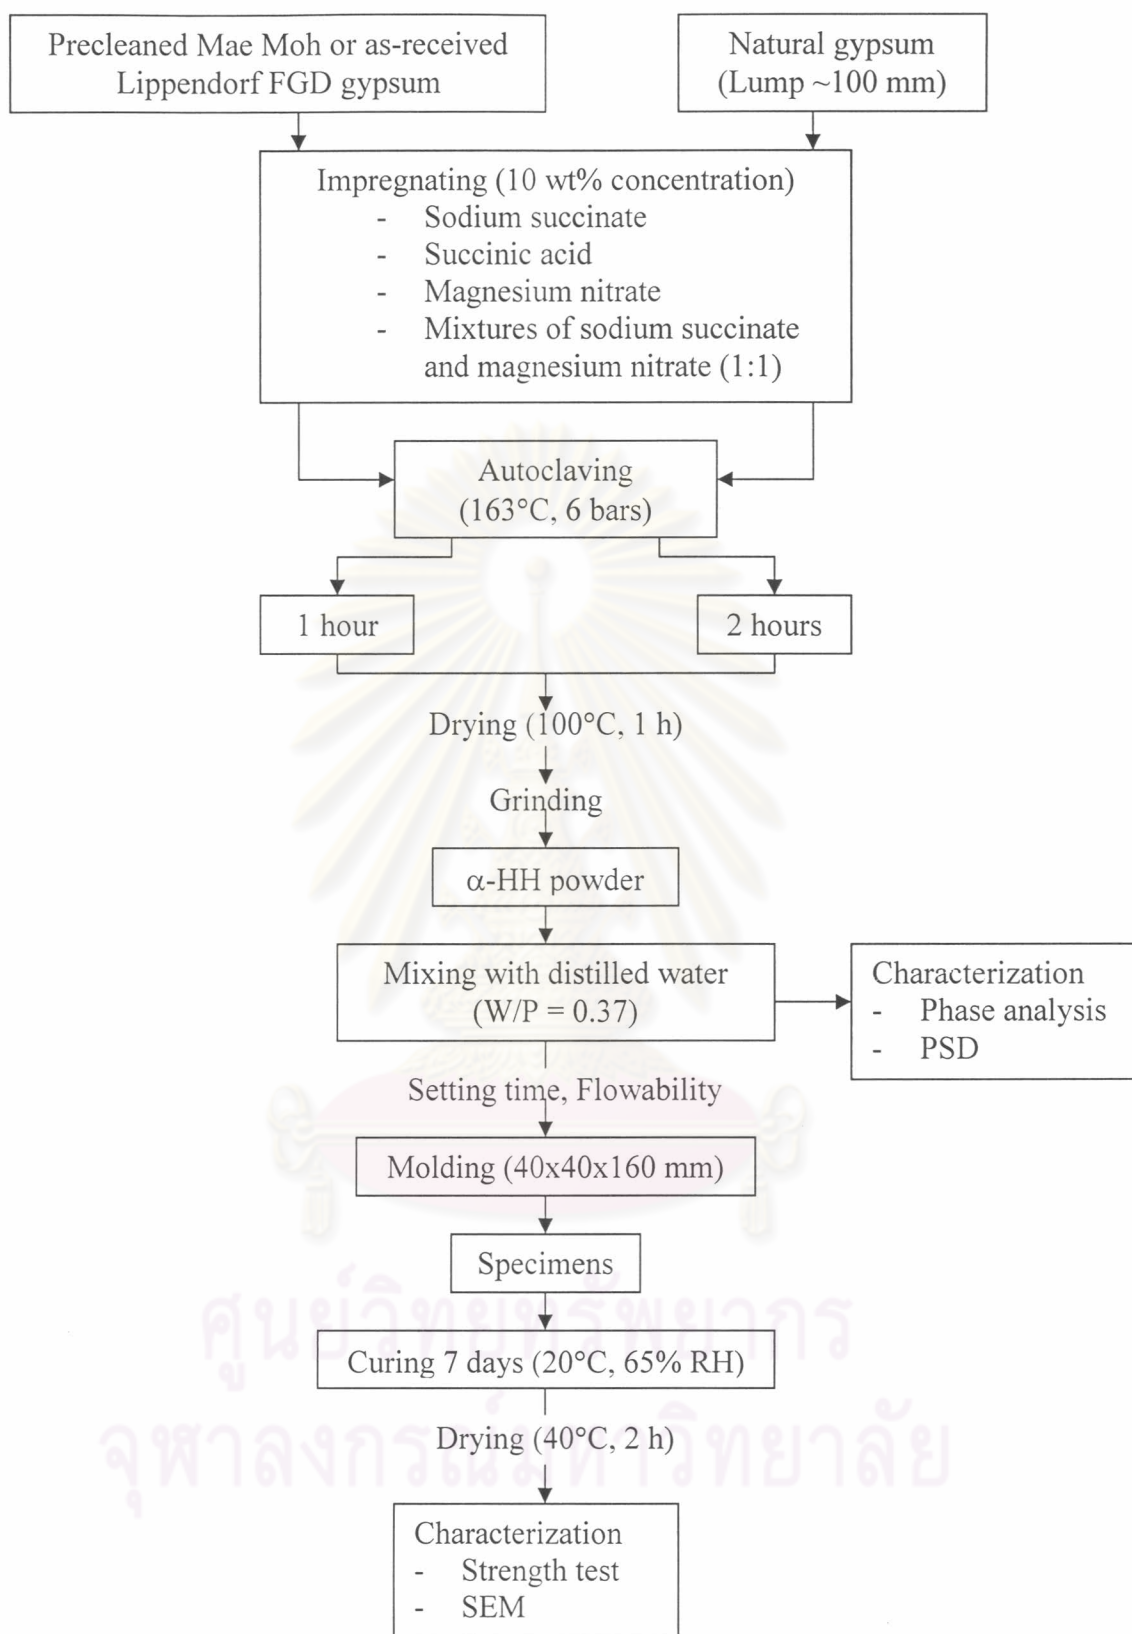 Precleaned Mae Moh or as-received
Lippendorf FGD gypsum
Natural gypsum
(Lump ~100 mm)
Impregnating (10 wt% concentration)
- Sodium succinate
- Succinic acid
- Magnesium nitrate
- Mixtures of sodium succinate
and magnesium nitrate (1:1)
Autoclaving
(163°C, 6 bars)
1 hour
2 hours
Drying (100°C, 1 h)
Grinding
α-HH powder
Mixing with distilled water
(W/P = 0.37)
Characterization
- Phase analysis
- PSD
Setting time, Flowability
Molding (40x40x160 mm)
Specimens
ศูนย์วิทยทรัพยากร
Curing 7 days (20°C, 65% RH)
จุฬาลงกรณ์มหาวิทยาลัย
Drying (40°C, 2 h)
Characterization
- Strength test
- SEM